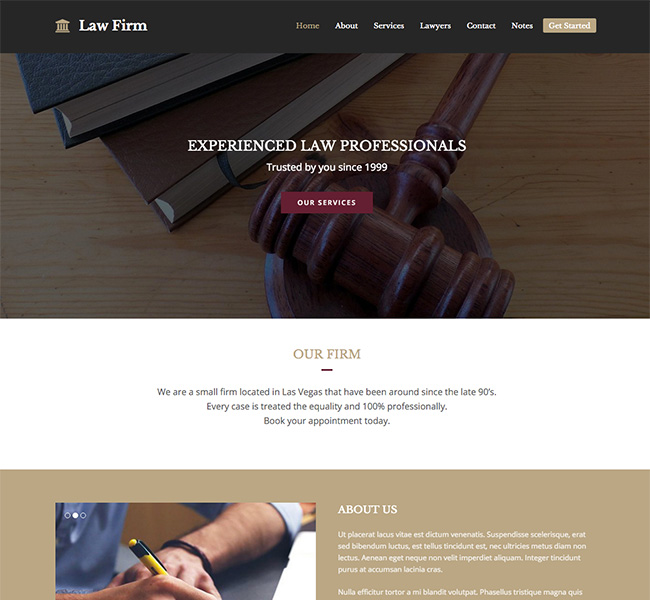 Law Firm
Home About Services Lawyers Contact Notes Get Started
EXPERIENCED LAW PROFESSIONALS
Trusted by you since 1999
OUR SERVICES
OUR FIRM
We are a small firm located in Las Vegas that have been around since the late 90's.
Every case is treated the equality and 100% professionally.
Book your appointment today.
ABOUT US
Ut placerat lacus vitae est dictum venenatis. Suspendisse scelerisque, erat
sed bibendum luctus, est tellus tincidunt est, nec ultricies metus diam non
lectus. Aenean eget neque non velit imperdiet aliquam. Integer tincidunt
purus at accumsan lacinia cras.
Nulla efficitur tortor a mi blandit volutpat. Phasellus tristique magna quis